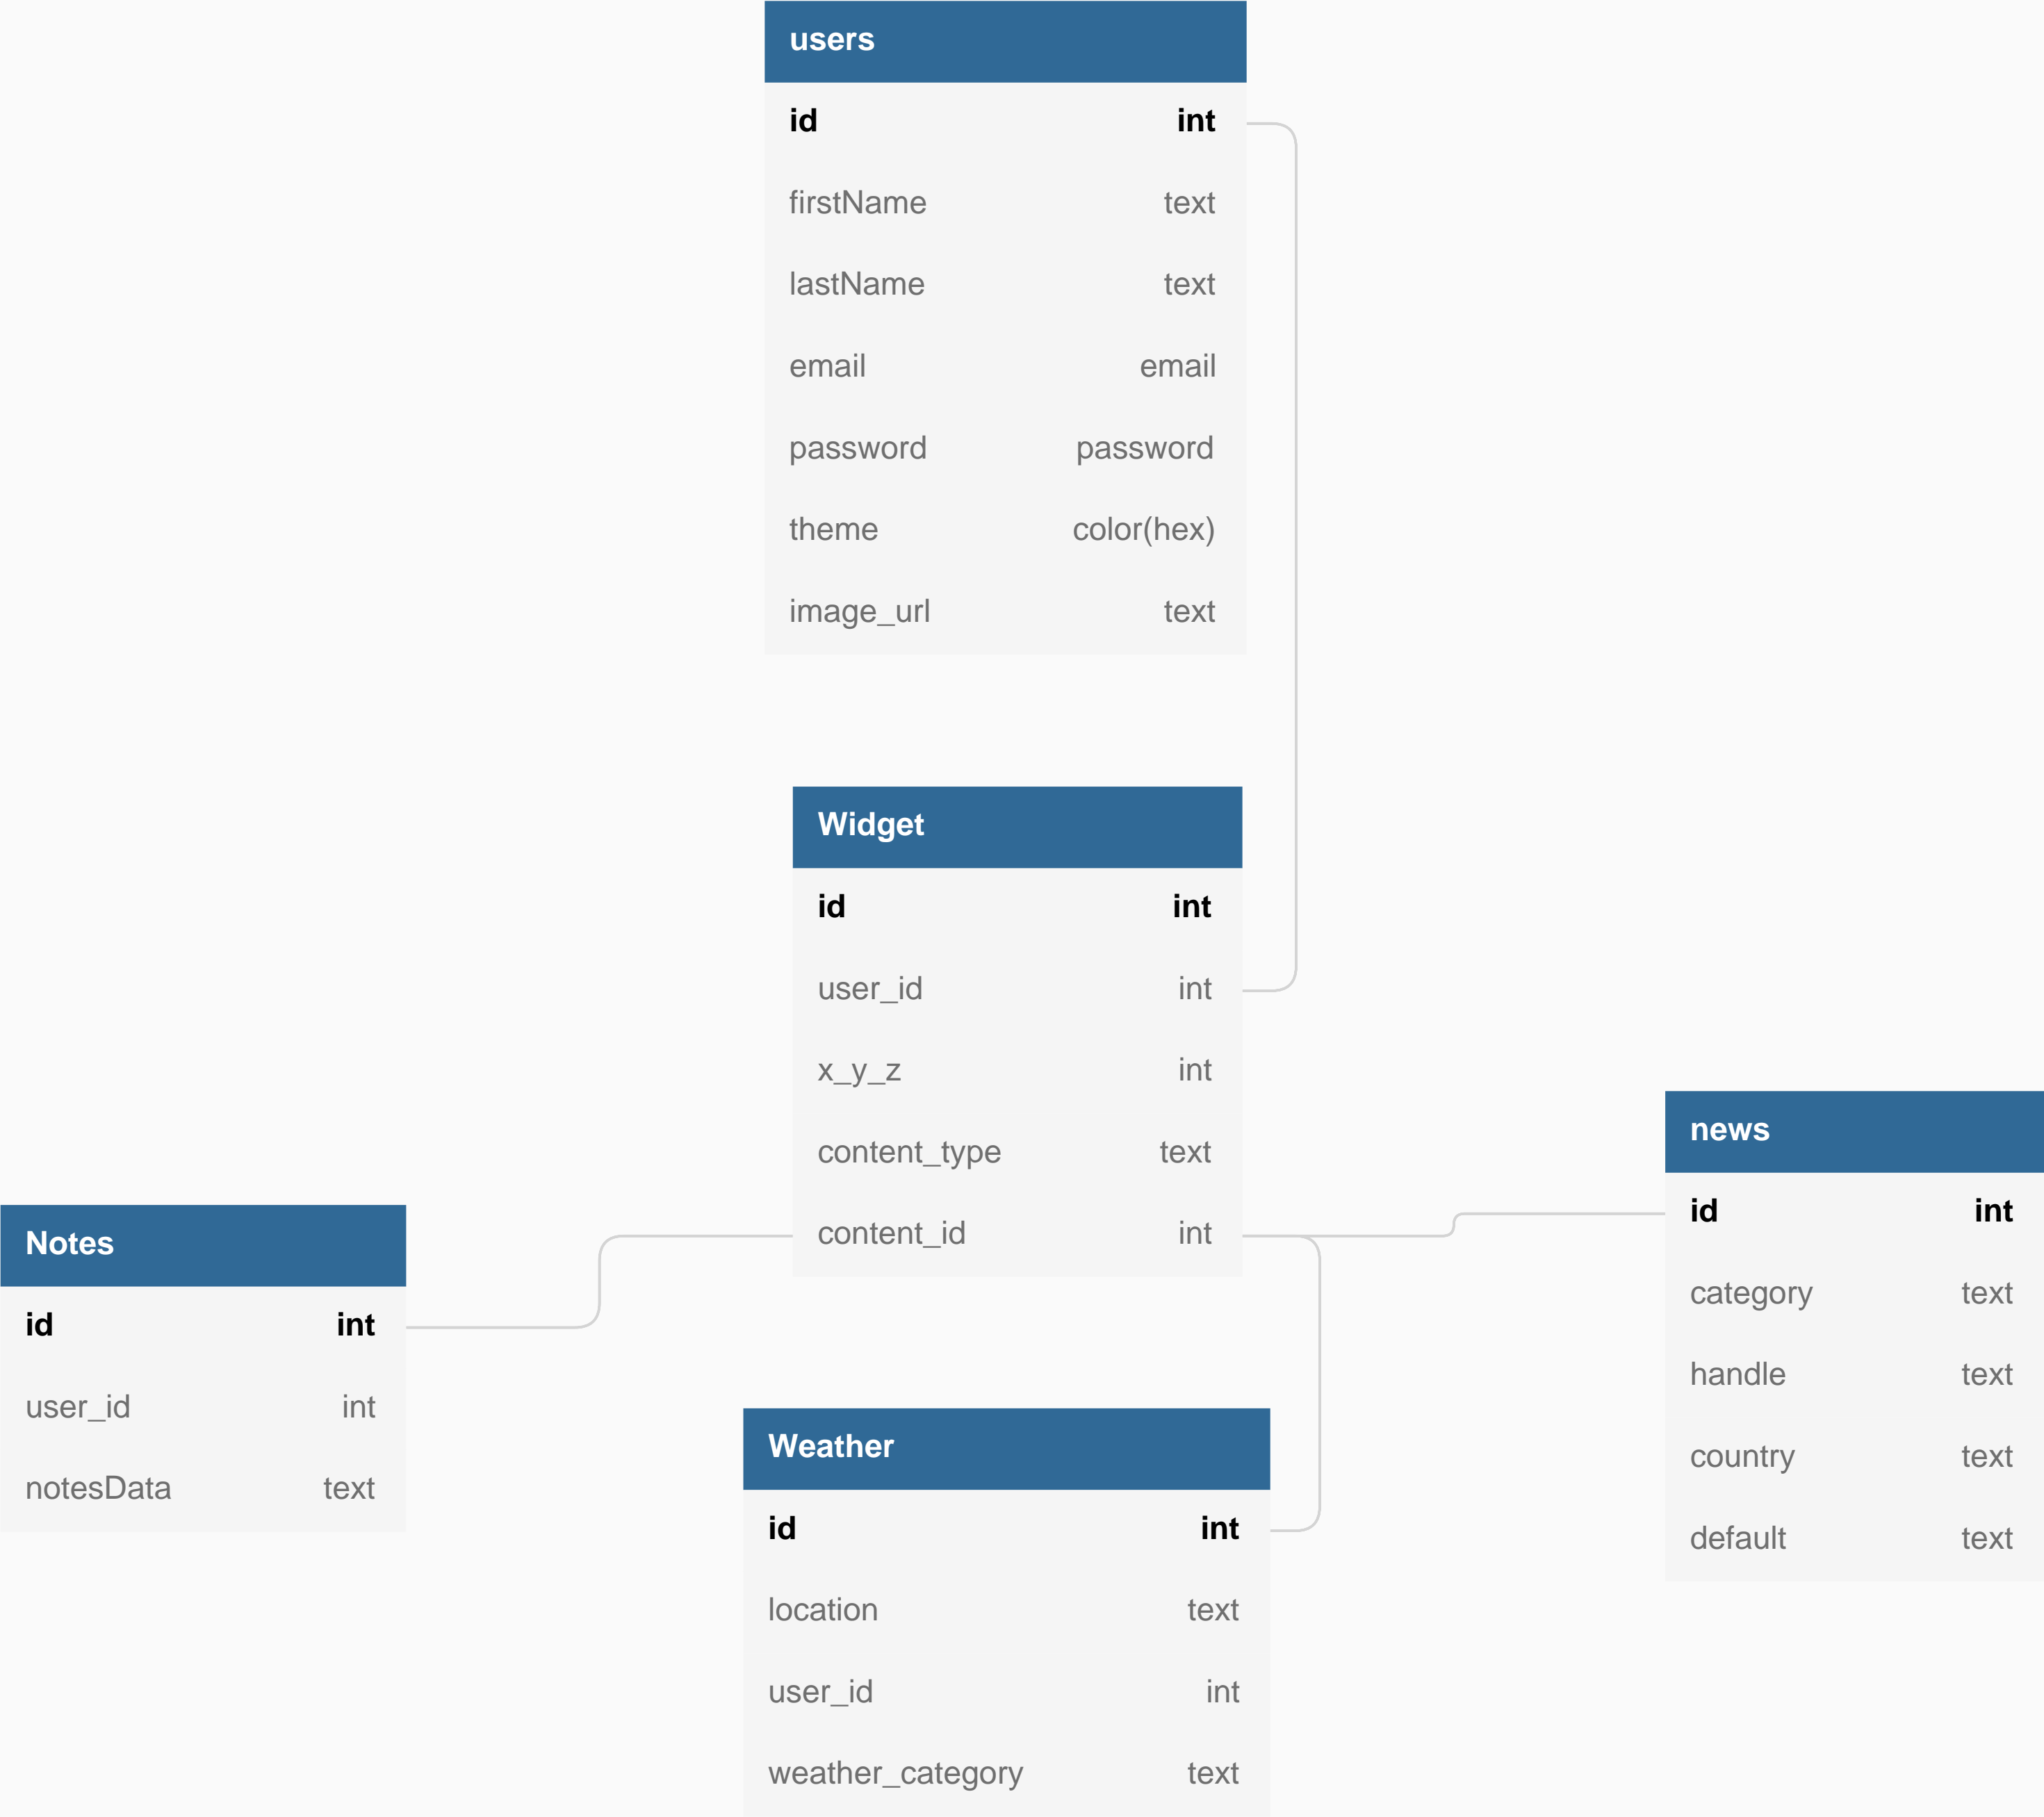 users
id int
firstName text
lastName text
email email
password password
theme color(hex)
image_url text
Widget
id int
user_id int
x_y_z int
content_type text
content_id int
news
id int
category text
handle text
country text
default text
Notes
id int
user_id int
notesData text
Weather
id int
location text
user_id int
weather_category text